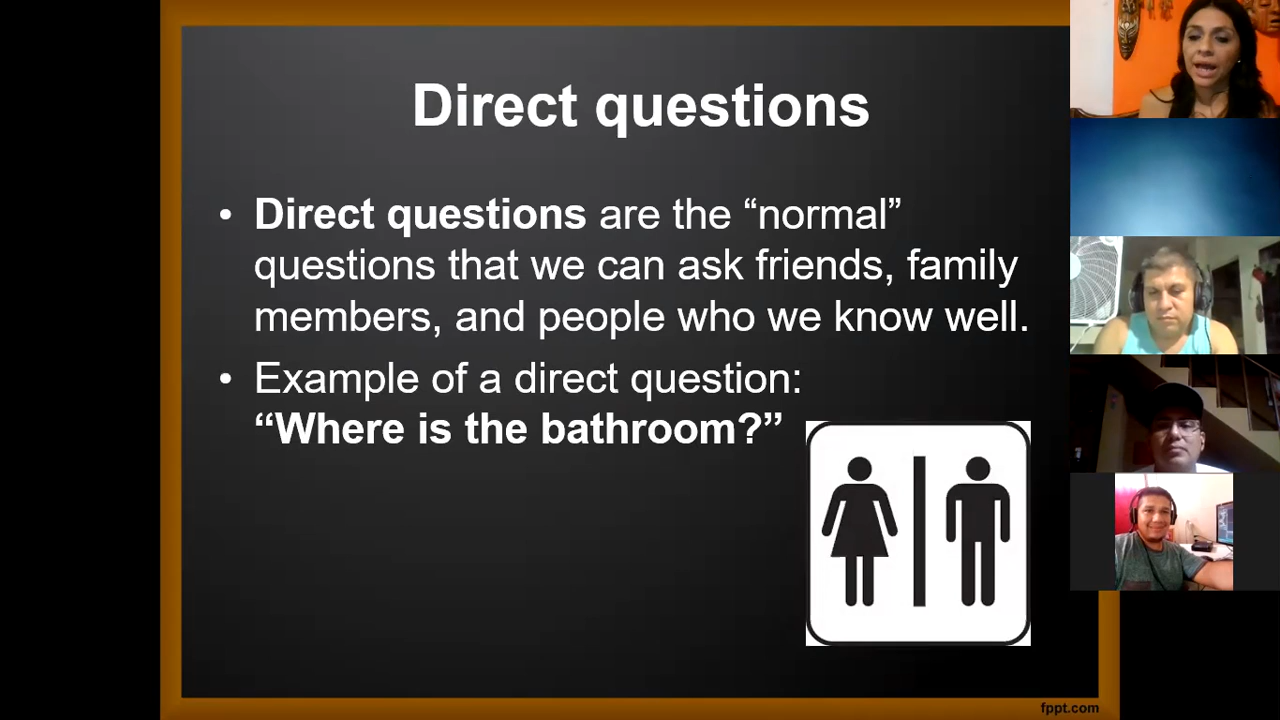 Direct questions
• Direct questions are the “normal”
questions that we can ask friends, family
members, and people who we know well.
• Example of a direct question:
“Where is the bathroom?”
fppt.com